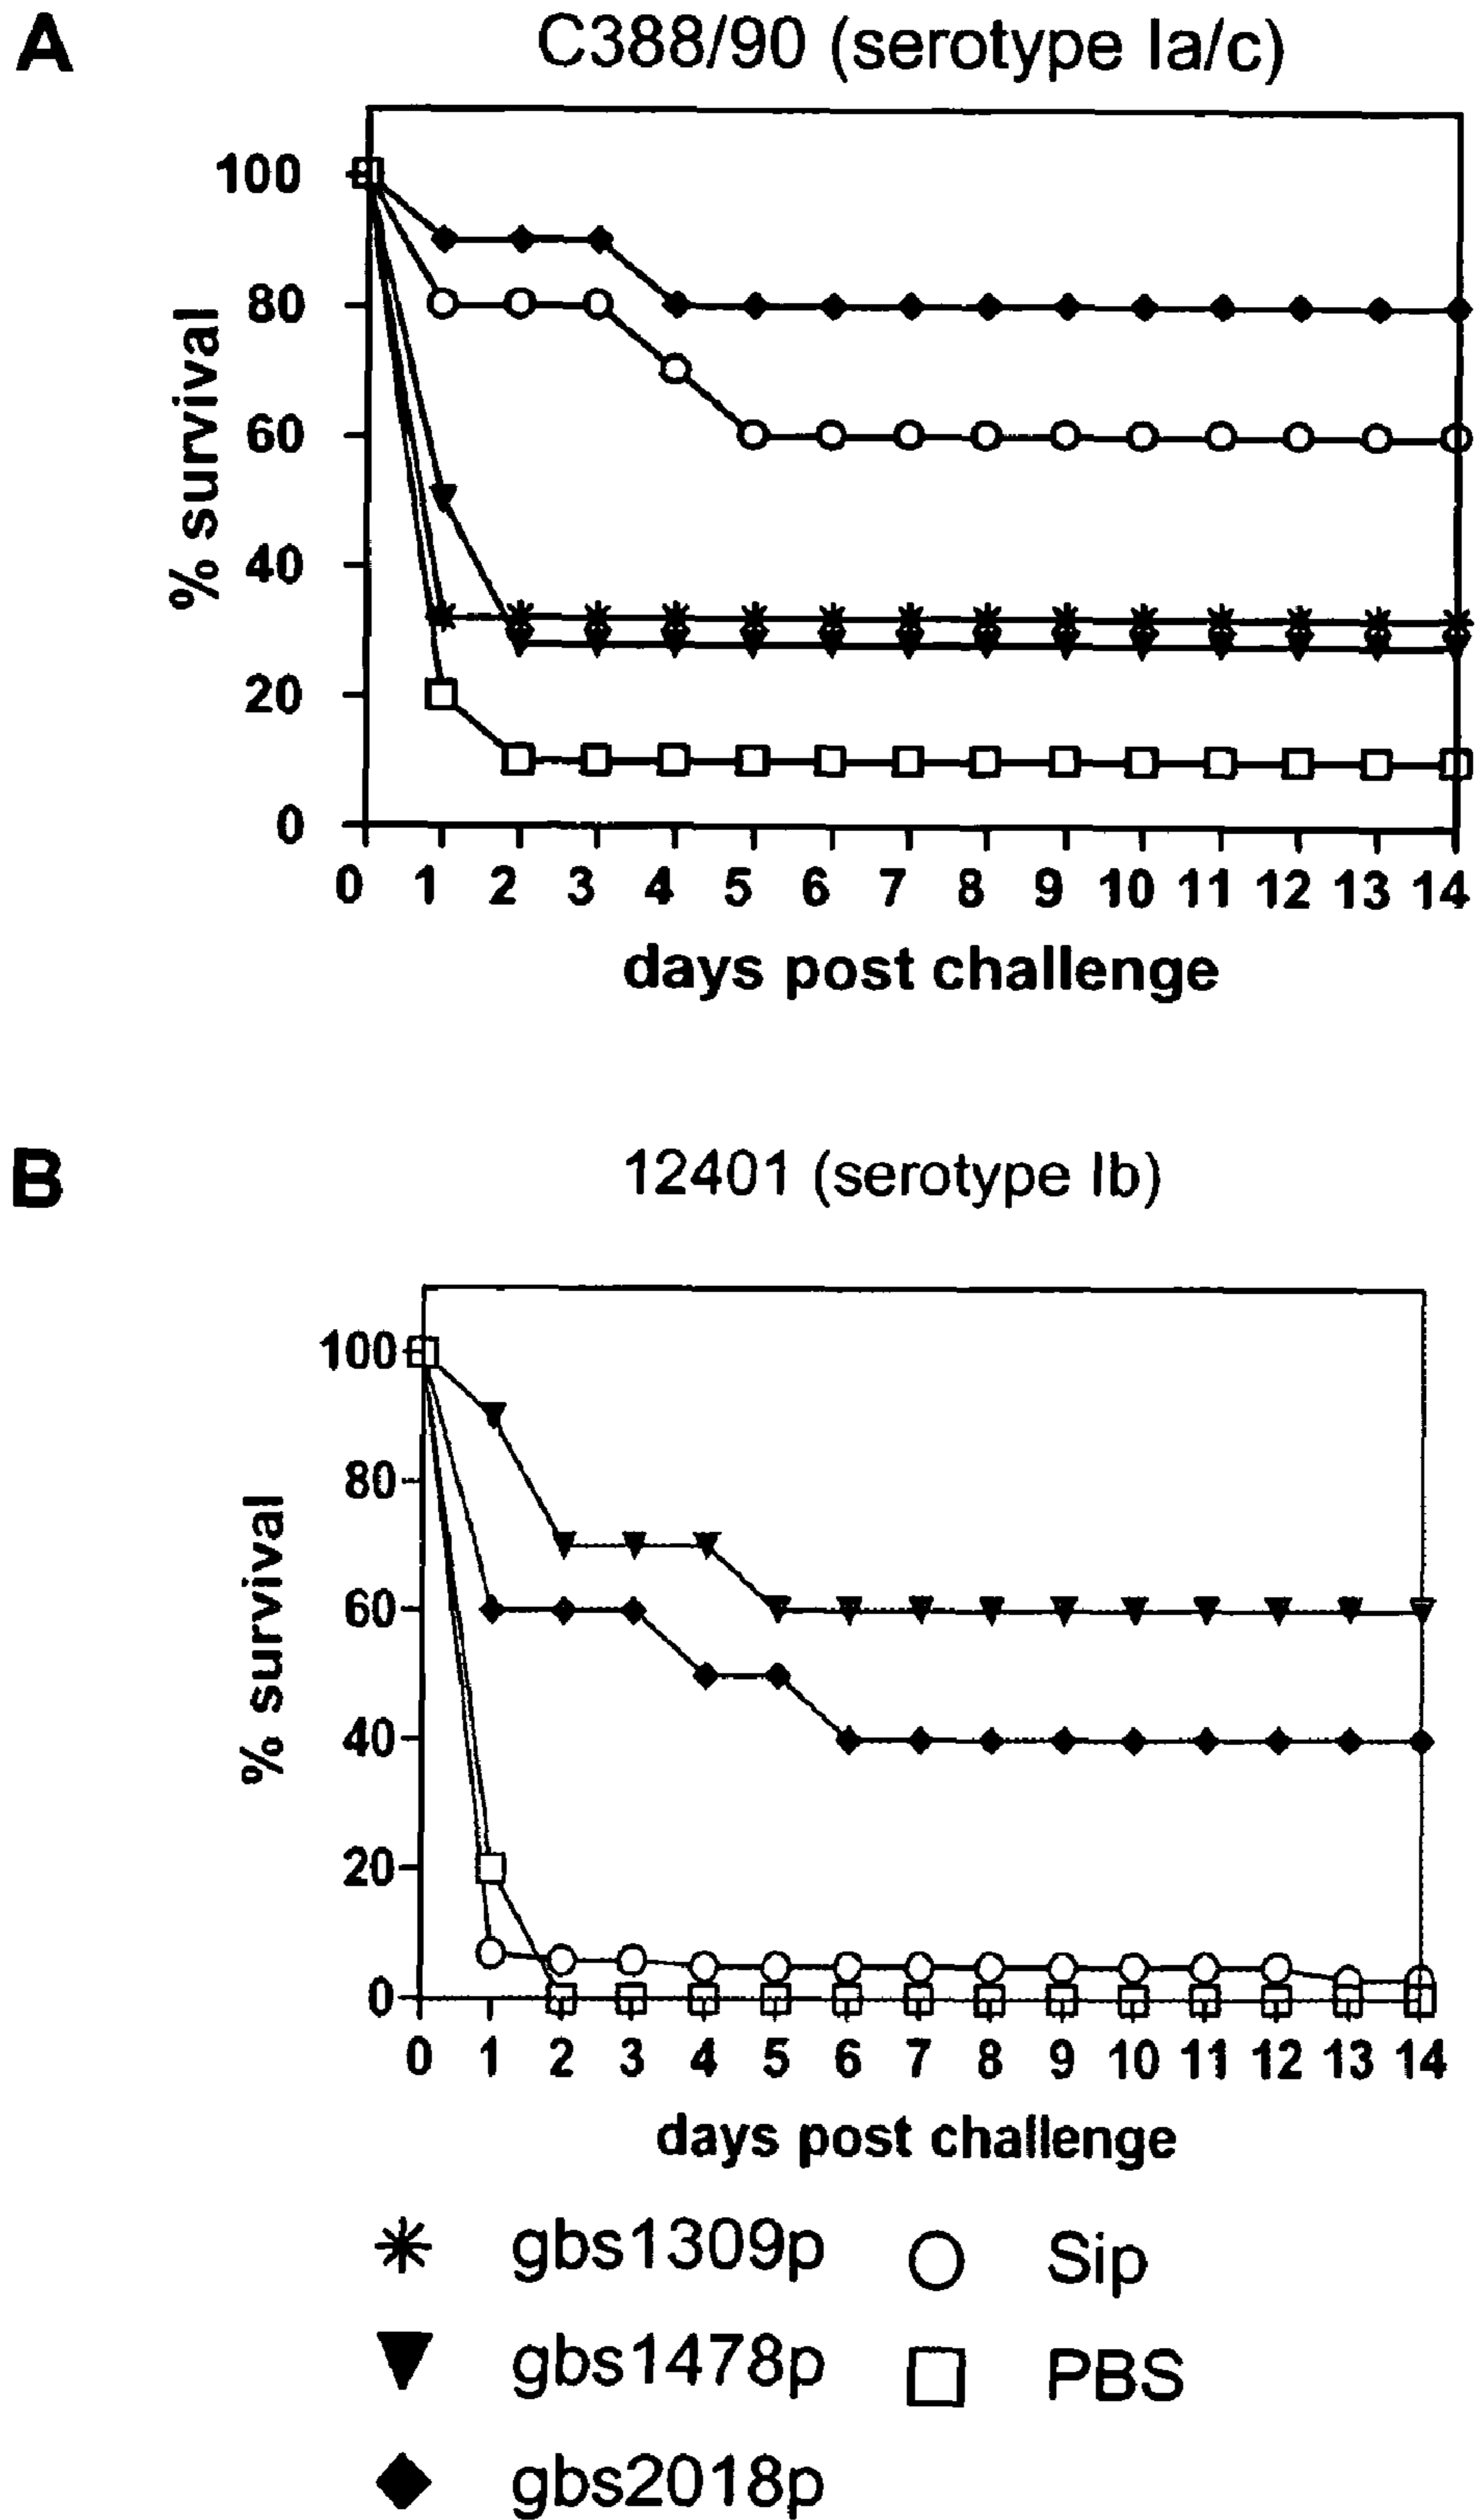 A C388/90 (serotype Ia/c)
% survival
100
80
60
40
20
0
0 1 2 3 4 5 6 7 8 9 10 11 12 13 14
days post challenge
B 12401 (serotype Ib)
% survival
100
80
60
40
20
0
0 1 2 3 4 5 6 7 8 9 10 11 12 13 14
days post challenge
gbs1309p Sip
gbs1478p PBS
gbs2018p